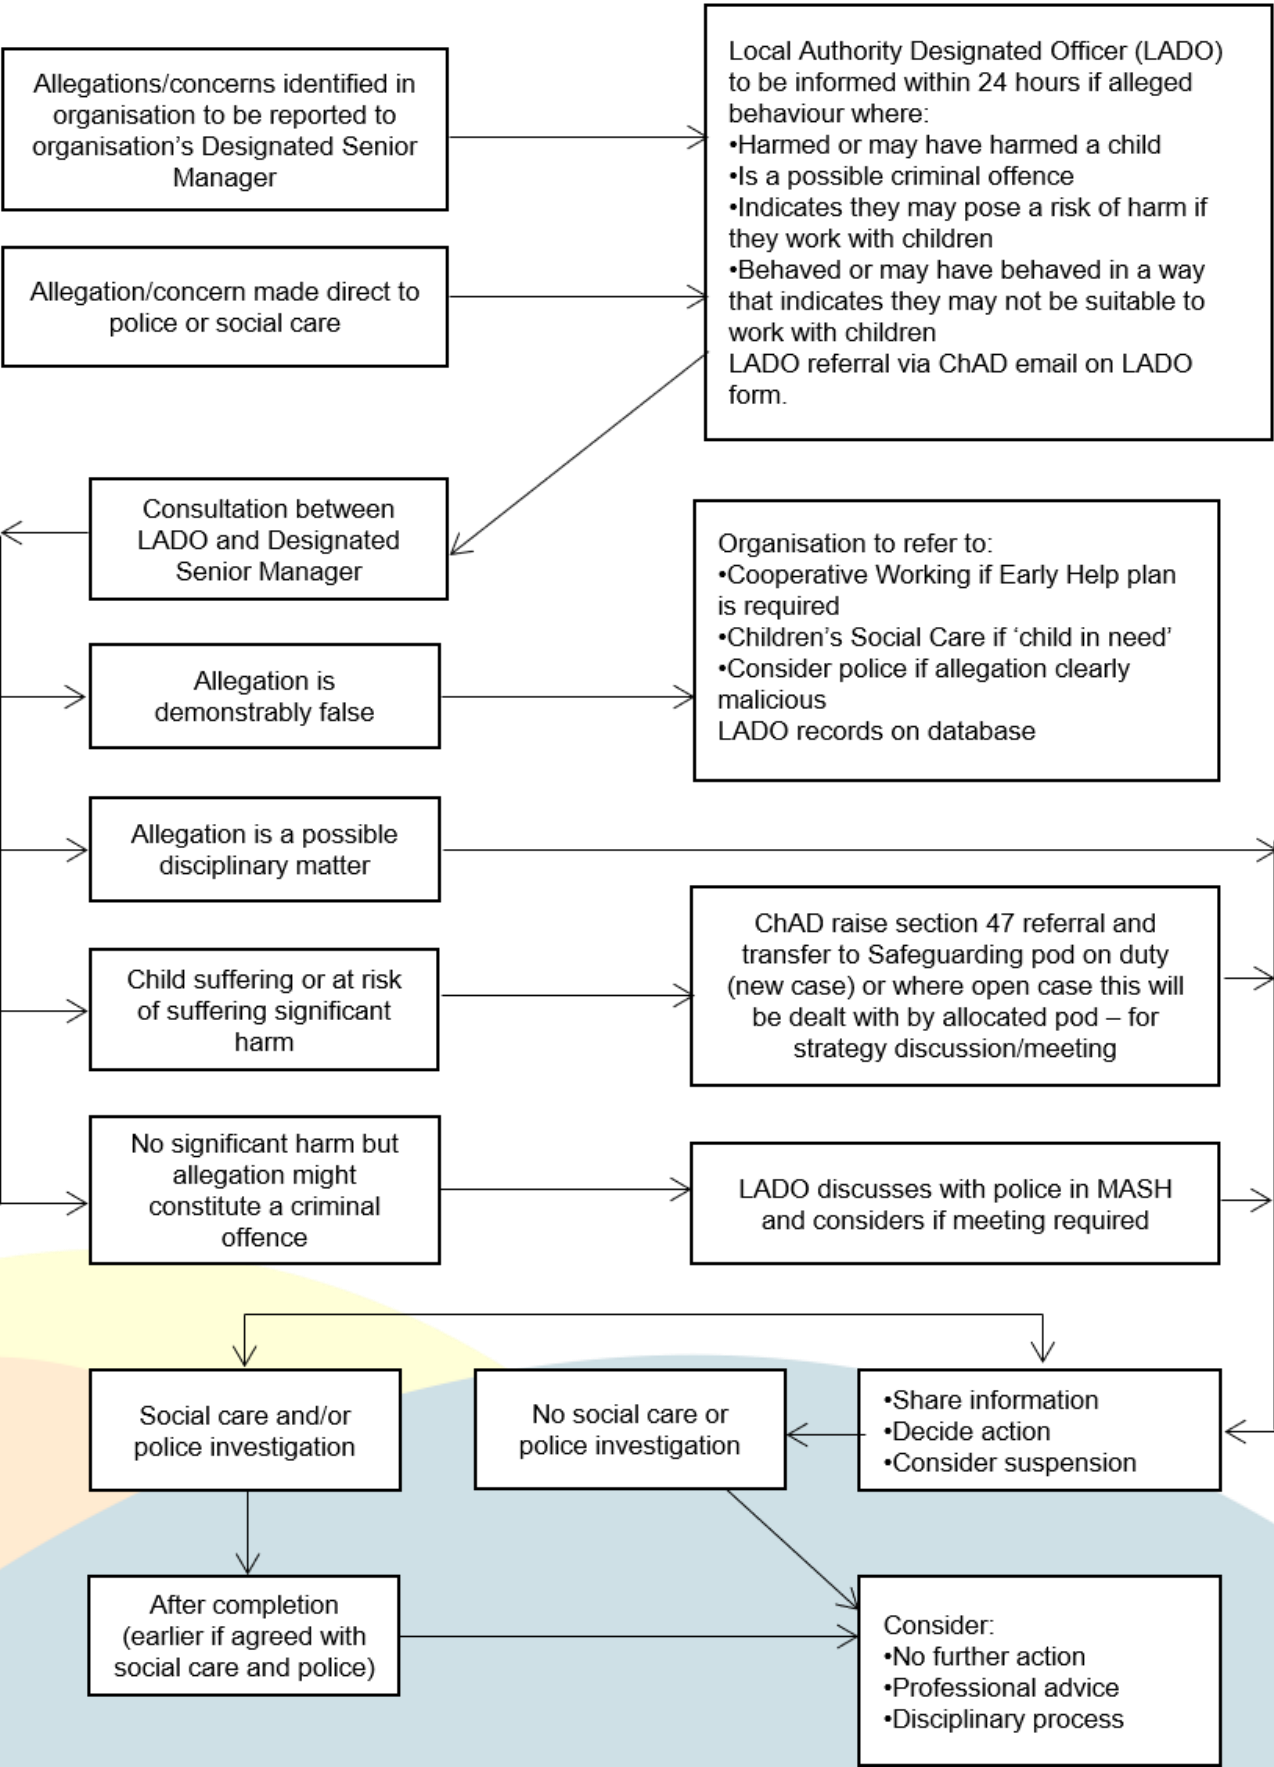 Allegations/concerns identified in
organisation to be reported to
organisation's Designated Senior
Manager
Local Authority Designated Officer (LADO)
to be informed within 24 hours if alleged
behaviour where:
•Harmed or may have harmed a child
•Is a possible criminal offence
•Indicates they may pose a risk of harm if
they work with children
•Behaved or may have behaved in a way
that indicates they may not be suitable to
work with children
LADO referral via ChAD email on LADO
form.
Allegation/concern made direct to
police or social care
Consultation between
LADO and Designated
Senior Manager
Organisation to refer to:
•Cooperative Working if Early Help plan
is required
•Children's Social Care if ‘child in need’
•Consider police if allegation clearly
malicious
LADO records on database
Allegation is
demonstrably false
Allegation is a possible
disciplinary matter
Child suffering or at risk
of suffering significant
harm
ChAD raise section 47 referral and
transfer to Safeguarding pod on duty
(new case) or where open case this will
be dealt with by allocated pod – for
strategy discussion/meeting
No significant harm but
allegation might
constitute a criminal
offence
LADO discusses with police in MASH
and considers if meeting required
Social care and/or
police investigation
No social care or
police investigation
•Share information
•Decide action
•Consider suspension
After completion
(earlier if agreed with
social care and police)
Consider:
•No further action
•Professional advice
•Disciplinary process